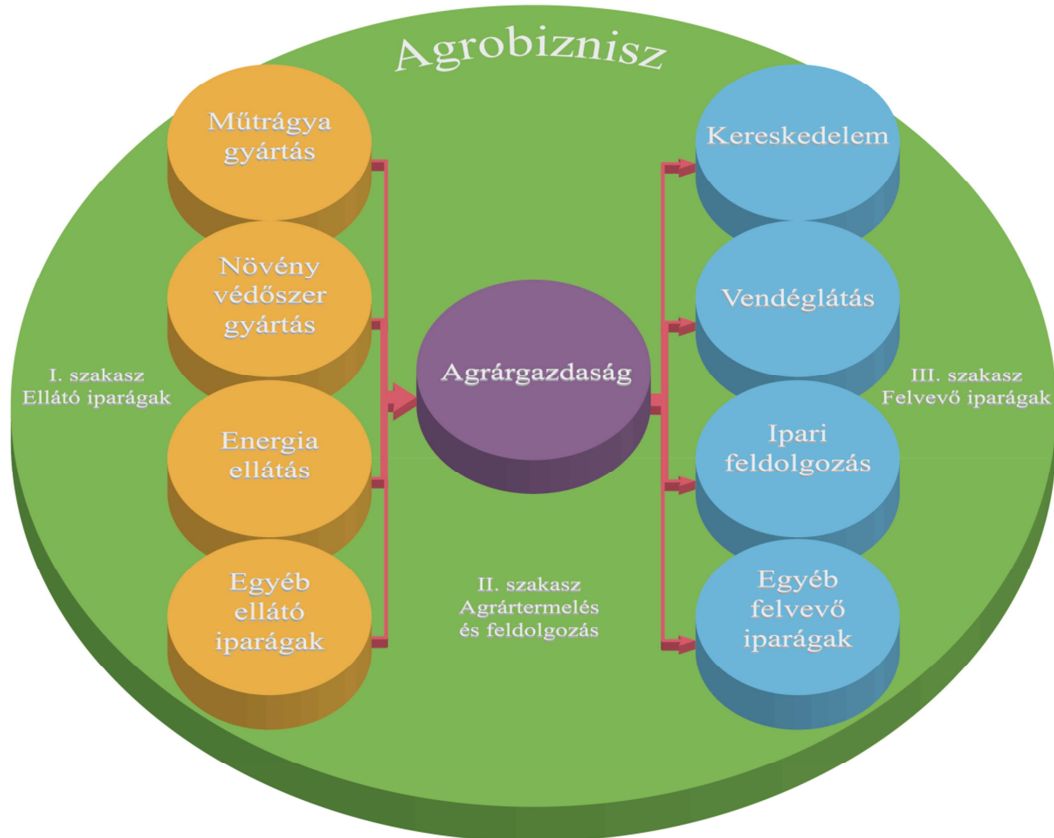 Agrobiznisz
Műtrágya
gyártás
Növény
védőszer
gyártás
Energia
ellátás
Egyéb
ellátó
iparágak
I. szakasz
Ellátó iparágak
Agrárgazdaság
II. szakasz
Agrártermelés
és feldolgozás
Kereskedelem
Vendéglátás
Ipari
feldolgozás
Egyéb
felvevő
iparágak
III. szakasz
Felvevő iparágak